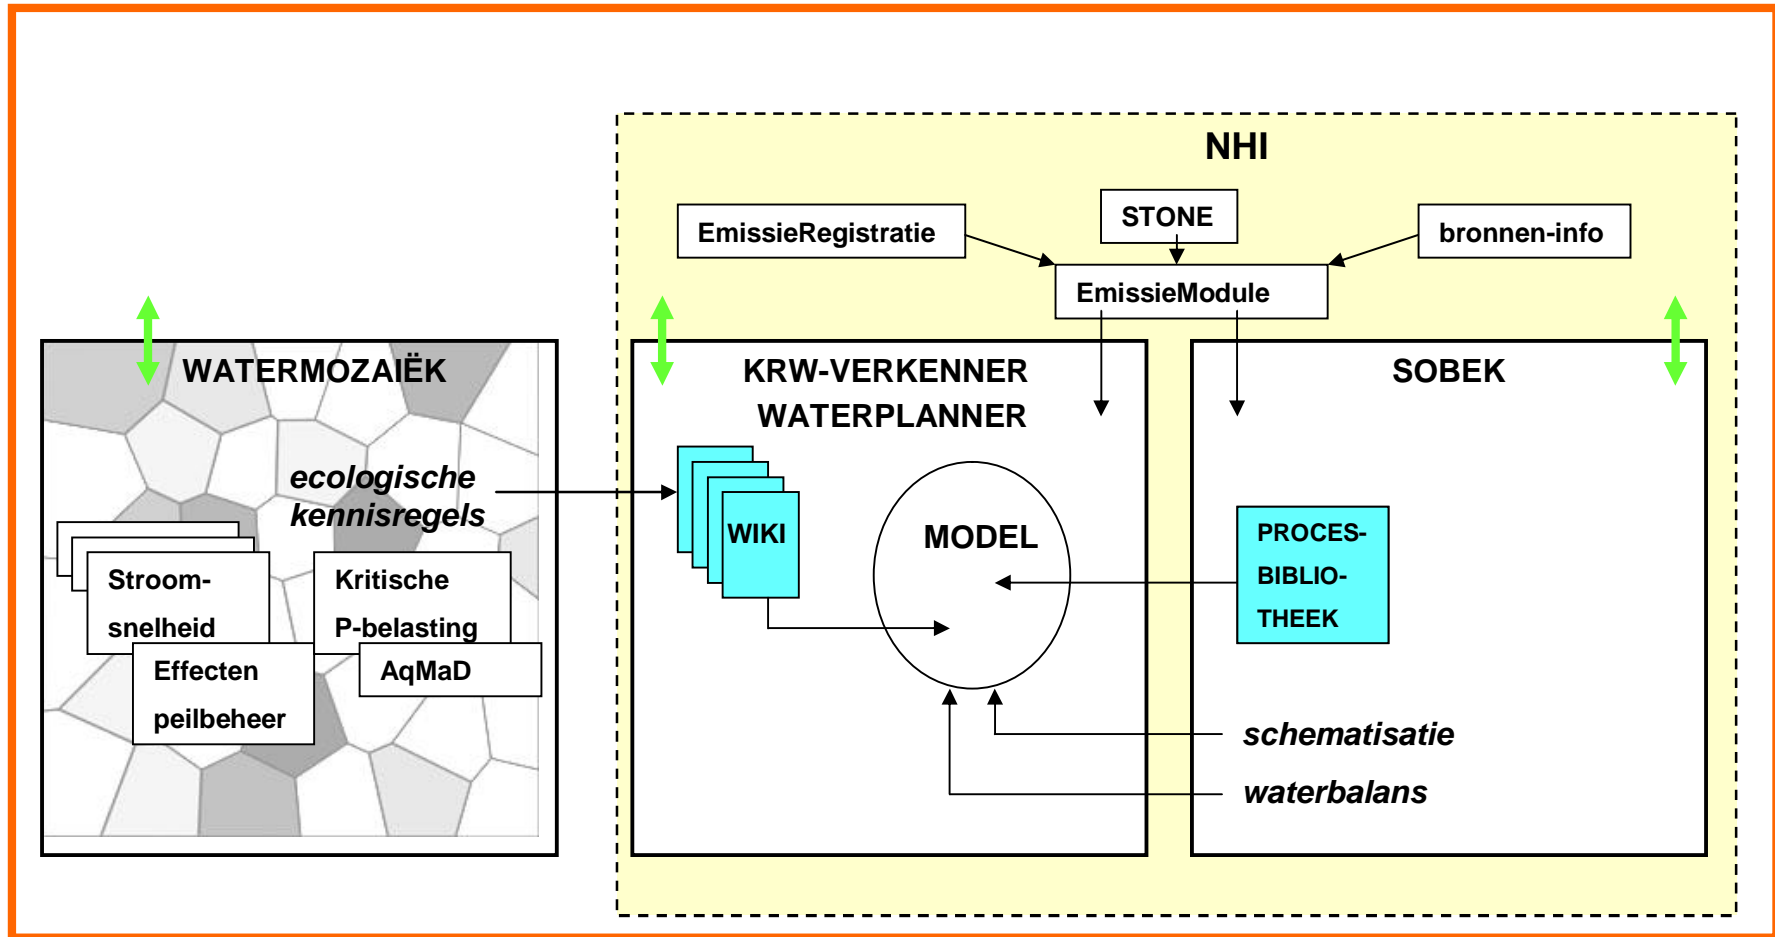 NHI
EmissieRegistratie
STONE
bronnen-info
EmissieModule
WATERMOZAIËK
ecologische
kennisregels
Stroom-
snelheid
Kritische
P-belasting
Effecten
peilbeheer
AqMaD
KRW-VERKENNER
WATERPLANNER
WIKI
MODEL
SOBEK
PROCES-
BIBLIO-
THEEK
schematisatie
waterbalans